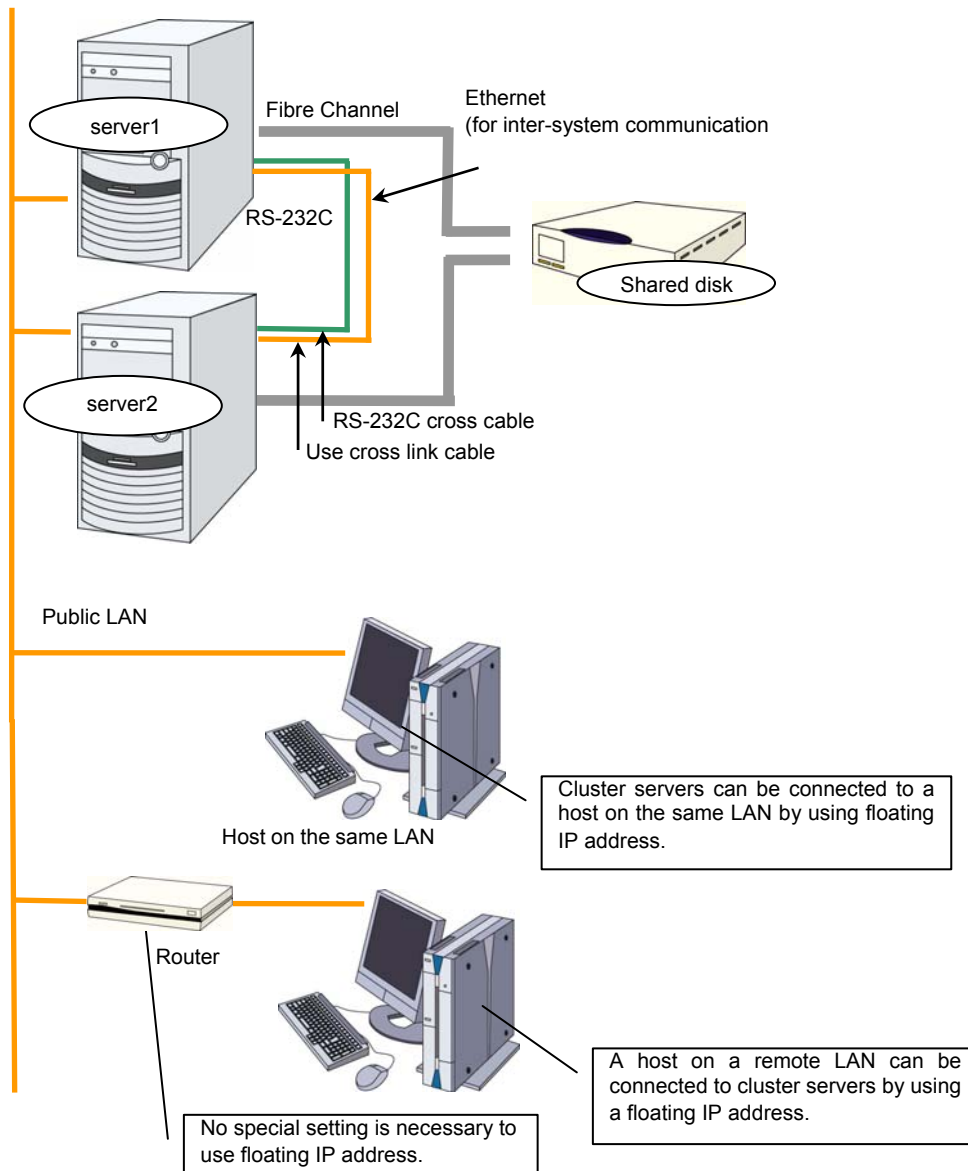 server1
Fibre Channel
Ethernet
(for inter-system communication
RS-232C
Shared disk
server2
RS-232C cross cable
Use cross link cable
Public LAN
Cluster servers can be connected to a
host on the same LAN by using floating
IP address.
Host on the same LAN
Router
A host on a remote LAN can be
connected to cluster servers by using
a floating IP address.
No special setting is necessary to
use floating IP address.